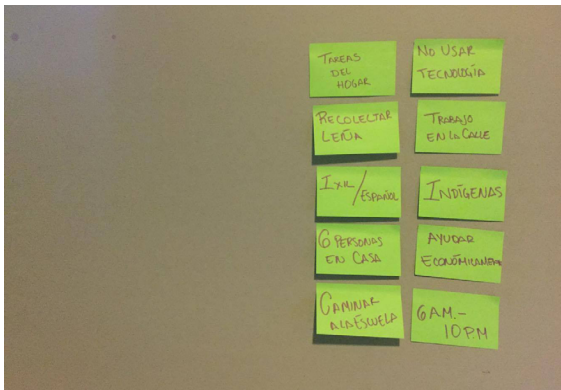 TAREAS
DEL
HOGAR
NO USAR
TECNOLOGÍA
RECOLECTAR
LEÑA
TRABAJO
EN LA CALLE
IXIL/
ESPAÑOL
INDÍGENAS
6 PERSONAS
EN CASA
AYUDAR
ECONÓMICAMENTE
CAMINAR
A LA ESCUELA
6 AM.-
10 P.M